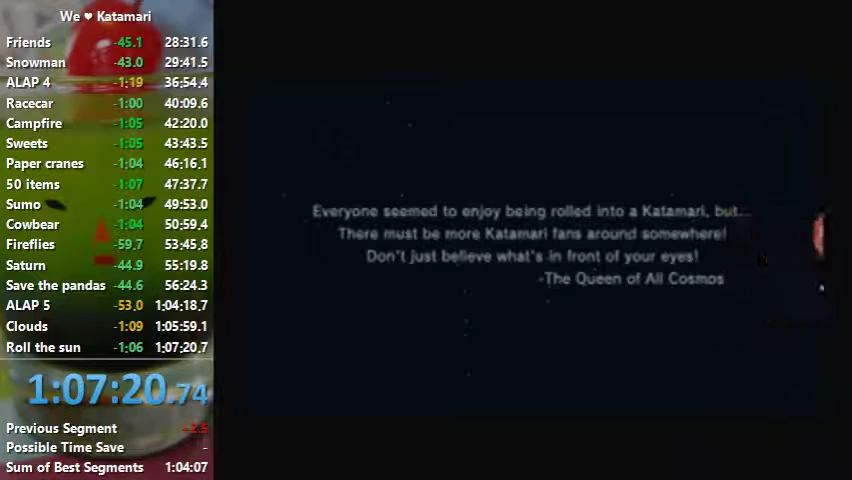 We ♥ Katamari
Friends -45.1 28:31.6
Snowman -43.0 29:41.5
ALAP 4 -1:19 36:54.4
Racecar -1:00 40:09.6
Campfire -1:05 42:20.0
Sweets -1:05 43:43.5
Paper cranes -1:04 46:16.1
50 items -1:07 47:37.7
Sumo -1:04 49:53.0
Cowbear -1:04 50:59.4
Fireflies -59.7 53:45.8
Saturn -44.9 55:19.8
Save the pandas -44.6 56:24.3
ALAP 5 -53.0 1:04:18.7
Clouds -1:09 1:05:59.1
Roll the sun -1:06 1:07:20.7
1:07:20.74
Previous Segment +2.5
Possible Time Save -
Sum of Best Segments 1:04:07
Everyone seemed to enjoy being rolled into a Katamari, but...
There must be more Katamari fans around somewhere!
Don't just believe what's in front of your eyes!
-The Queen of All Cosmos